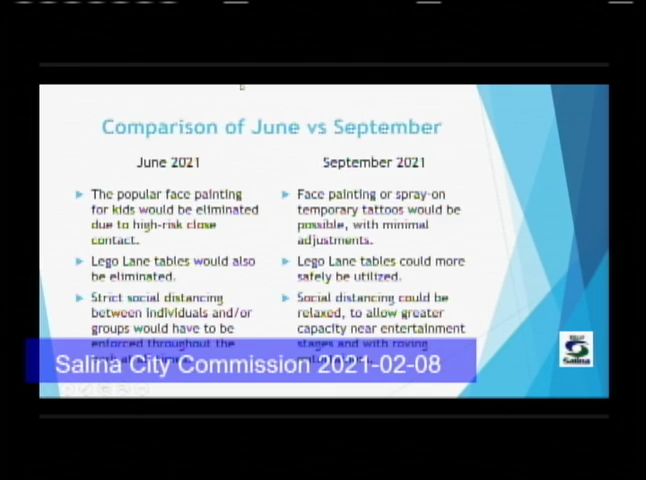 Comparison of June vs September
June 2021
The popular face painting
for kids would be eliminated
due to high-risk close
contact.
Lego Lane tables would also
be eliminated.
Strict social distancing
between individuals and/or
groups would have to be
enforced throughout the
September 2021
Face painting or spray-on
temporary tattoos would be
possible, with minimal
adjustments.
Lego Lane tables could more
safely be utilized.
Social distancing could be
relaxed, to allow greater
capacity near entertainment
stages and with roving
Salina City Commission 2021-02-08
Salina